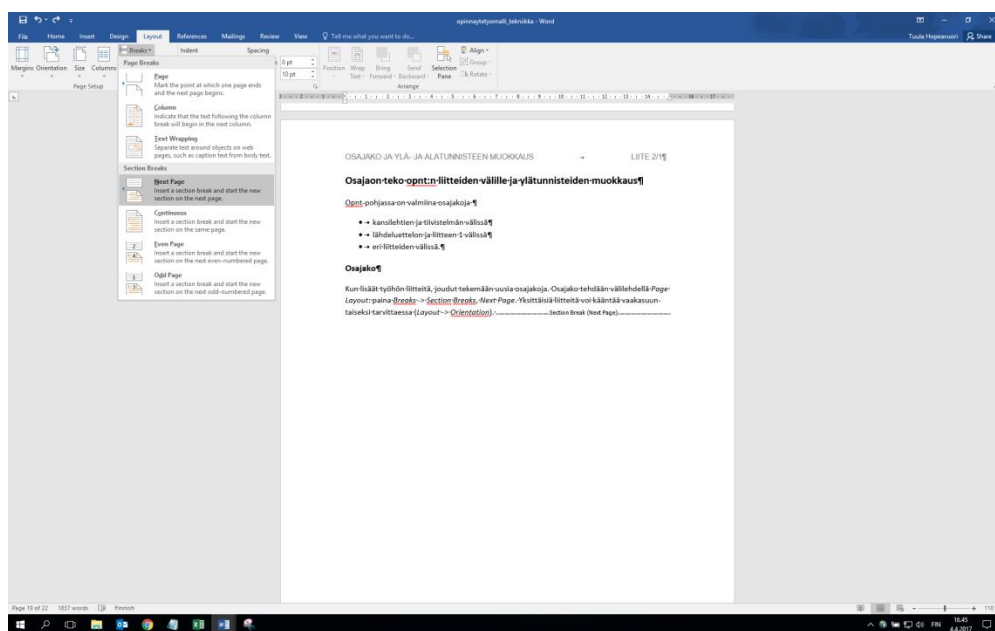 opinnaytetyomalli_tekniikka - Word
File Home Insert Design Layout References Mailings Review View Tell me what you want to do... Tuula Hopeavuori Share
Margins Orientation Size Columns
Breaks
Page Setup
Indent Spacing
0 pt
10 pt
Position Wrap Text Bring Forward Send Backward Selection Pane
Align
Group
Rotate
Arrange
Page Breaks
Page
Mark the point at which one page ends
and the next page begins.
Column
Indicate that the text following the column
break will begin in the next column.
Text Wrapping
Separate text around objects on web
pages, such as caption text from body text.
Section Breaks
Next Page
Insert a section break and start the new
section on the next page.
Continuous
Insert a section break and start the new
section on the same page.
Even Page
Insert a section break and start the new
section on the next even-numbered page.
Odd Page
Insert a section break and start the new
section on the next odd-numbered page.
OSAJAKO JA YLÄ- JA ALATUNNISTEEN MUOKKAUS → LIITE 2/1¶
Osajaon·teko·opnt:n·liitteiden·välille·ja·ylätunnisteiden·muokkaus¶
Opnt-pohjassa·on·valmiina·osajakoja·¶
•→kansilehtien·ja·tiivistelmän·välissä¶
•→lähdeluettelon·ja·liitteen·1·välissä¶
•→eri·liitteiden·välissä.¶
Osajako¶
Kun·lisäät·työhön·liitteitä,·joudut·tekemään·uusia·osajakoja.·Osajako·tehdään·välilehdellä·Page·
Layout:·paina·Breaks·->·Section·Breaks,·Next·Page.·Yksittäisiä·liitteitä·voi·kääntää·vaakasuun-
taiseksi·tarvittaessa·(Layout·->·Orientation).· Section Break (Next Page)
Page 19 of 22 1837 words Finnish 110
FIN 16.45
4.4.2017